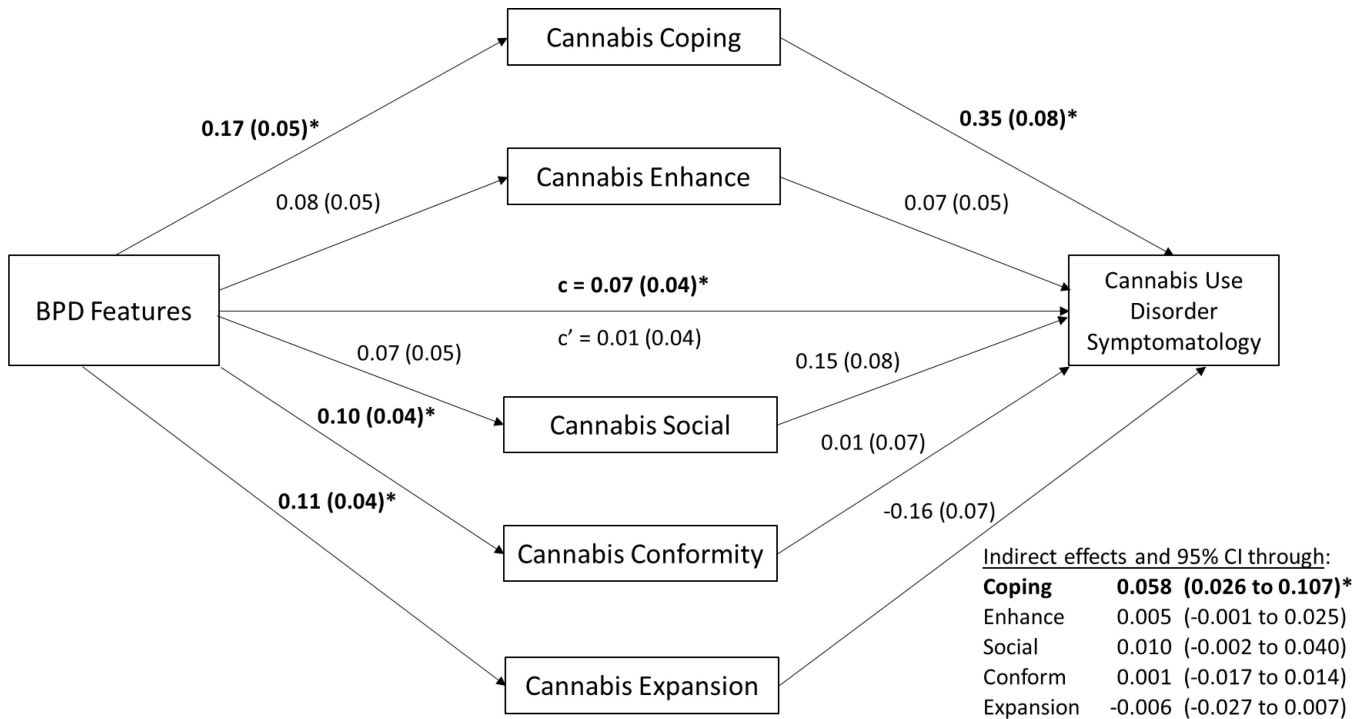 Cannabis Coping
0.17 (0.05)*
0.35 (0.08)*
Cannabis Enhance
0.08 (0.05)
0.07 (0.05)
BPD Features
c = 0.07 (0.04)*
c’ = 0.01 (0.04)
Cannabis Use
Disorder
Symptomatology
0.07 (0.05)
0.15 (0.08)
Cannabis Social
0.10 (0.04)*
0.01 (0.07)
0.11 (0.04)*
-0.16 (0.07)
Cannabis Conformity
Cannabis Expansion
Indirect effects and 95% CI through:
Coping 0.058 (0.026 to 0.107)*
Enhance 0.005 (-0.001 to 0.025)
Social 0.010 (-0.002 to 0.040)
Conform 0.001 (-0.017 to 0.014)
Expansion -0.006 (-0.027 to 0.007)